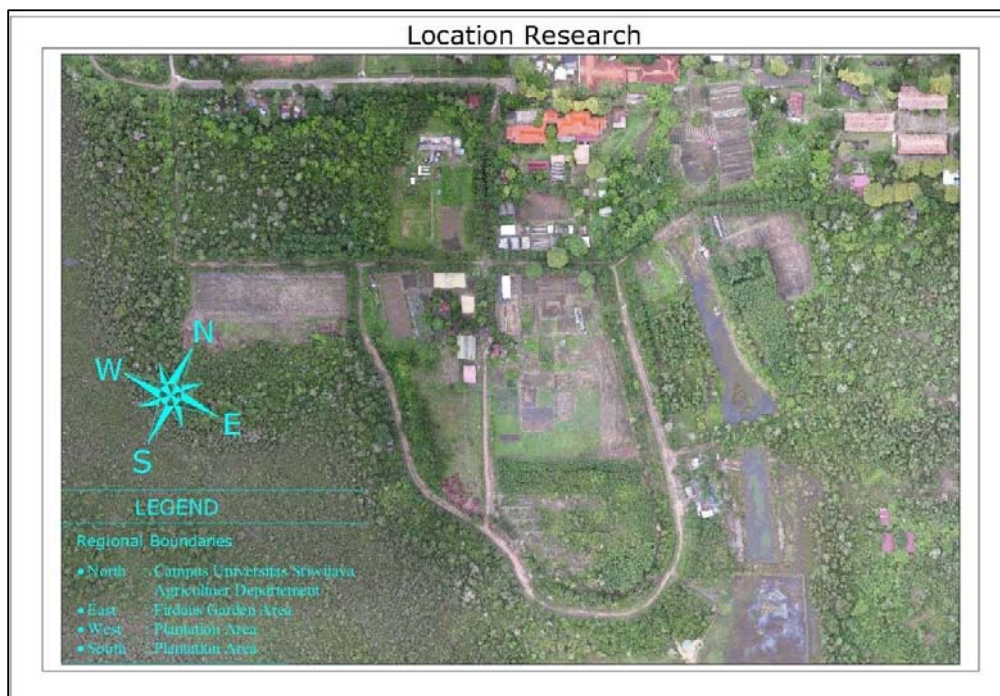 Location Research
N
W
E
S
LEGEND
Regional Boundaries
• North : Campus Universitas Sriwijaya
Agricultuer Departement
• East : Firdaus Garden Area
• West : Plantation Area
• South : Plantation Area